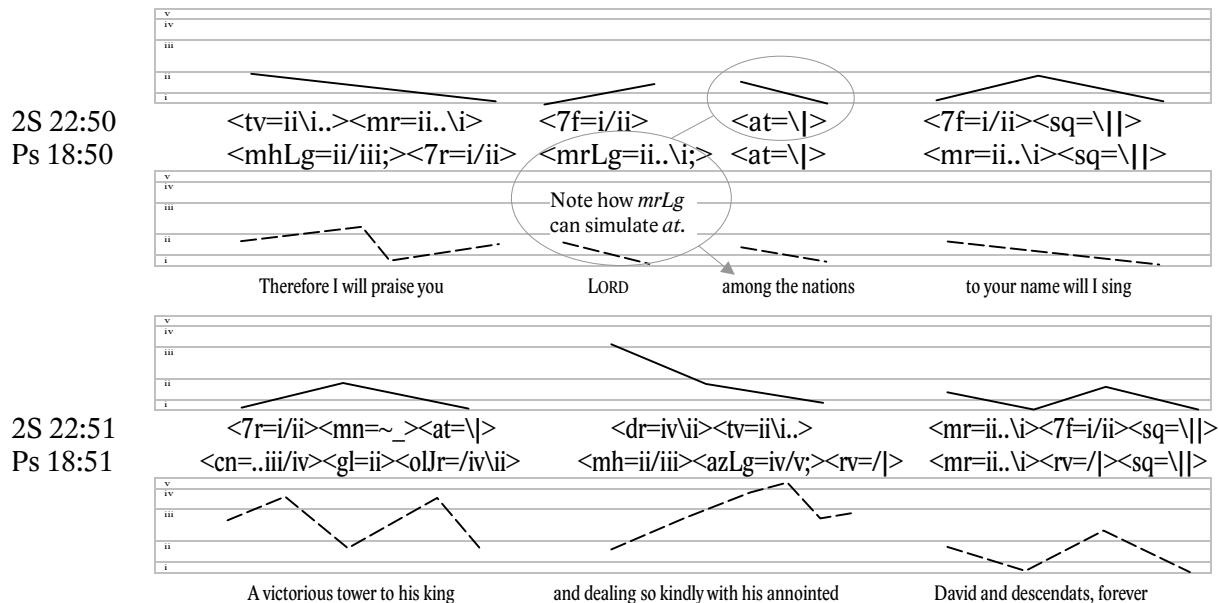 v
iv
iii
ii
i
2S 22:50 <tv=ii\i..><mr=ii..\i> <7f=i/ii> <at=\|> <7f=i/ii><sq=\||>
Ps 18:50 <mhLg=ii/iii;><7r=i/ii> <mrLg=ii..\i;> <at=\|> <mr=ii..\i><sq=\||>
v
iv
iii
ii
i
Note how mrLg
can simulate at.
Therefore I will praise you LORD among the nations to your name will I sing
v
iv
iii
ii
i
2S 22:51 <7r=i/ii><mn=~_><at=\|> <dr=iv\ii><tv=ii\i..> <mr=ii..\i><7f=i/ii><sq=\||>
Ps 18:51 <cn=..iii/iv><gl=ii><olJr=/iv\ii> <mh=ii/iii><azLg=iv/v;><rv=/|> <mr=ii..\i><rv=/|><sq=\||>
v
iv
iii
ii
i
A victorious tower to his king and dealing so kindly with his annointed David and descendats, forever